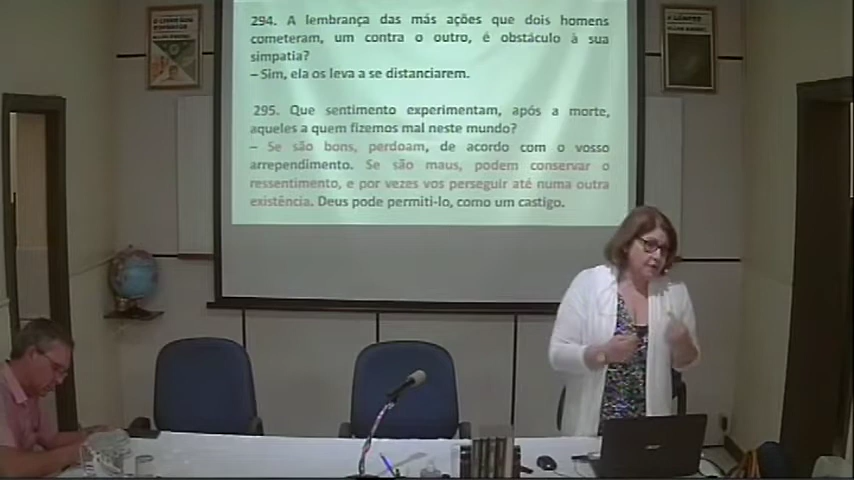 294. A lembrança das más ações que dois homens
cometeram, um contra o outro, é obstáculo à sua
simpatia?
– Sim, ela os leva a se distanciarem.
295. Que sentimento experimentam, após a morte,
aqueles a quem fizemos mal neste mundo?
– Se são bons, perdoam, de acordo com o vosso
arrependimento. Se são maus, podem conservar o
ressentimento, e por vezes vos perseguir até numa outra
existência. Deus pode permiti-lo, como um castigo.